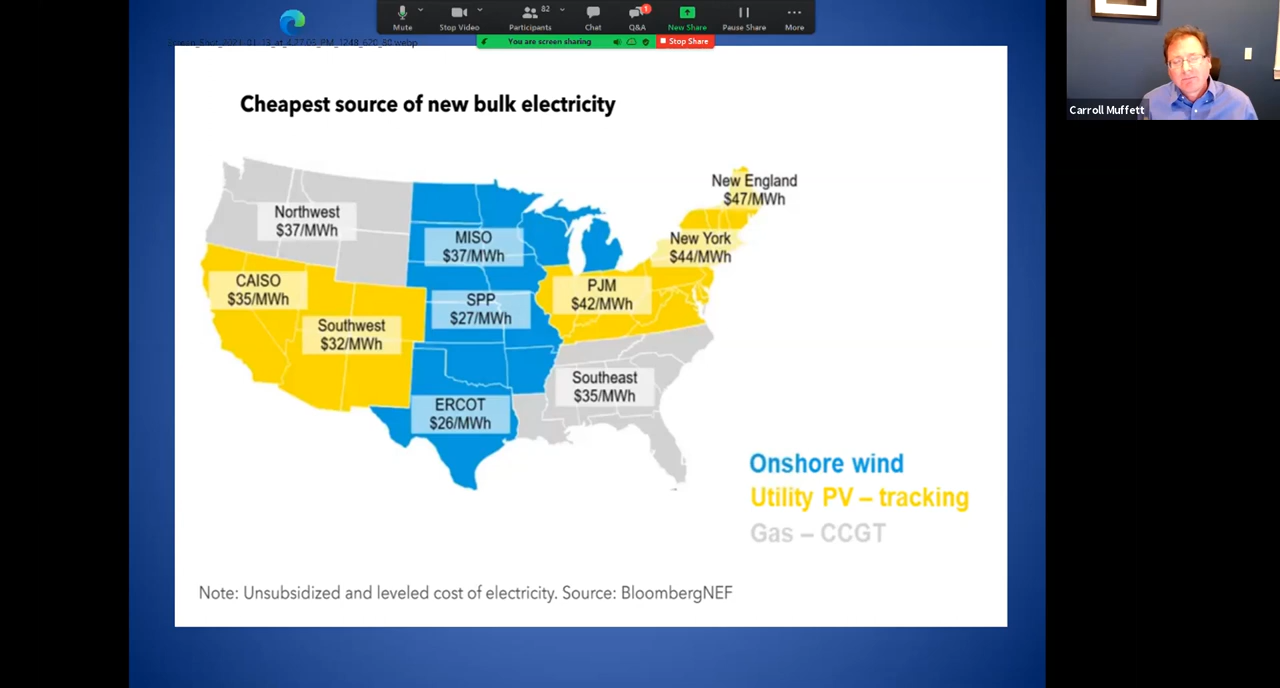 82
1
Mute
Stop Video
Participants
Chat
Q&A
New Share
Pause Share
More
You are screen sharing
Stop Share
Carroll Muffett
Cheapest source of new bulk electricity
New England
$47/MWh
Northwest
$37/MWh
MISO
$37/MWh
New York
$44/MWh
CAISO
$35/MWh
PJM
$42/MWh
SPP
$27/MWh
Southwest
$32/MWh
Southeast
$35/MWh
ERCOT
$26/MWh
Onshore wind
Utility PV – tracking
Gas – CCGT
Note: Unsubsidized and leveled cost of electricity. Source: BloombergNEF